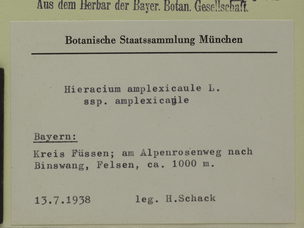 Aus dem Herbar der Bayer. Botan. Gesellschaft.
Botanische Staatssammlung München
Hieracium amplexicaule L.
ssp. amplexicaule
Bayern:
Kreis Füssen; am Alpenrosenweg nach
Binswang, Felsen, ca. 1000 m.
13.7.1938 leg. H.Schack